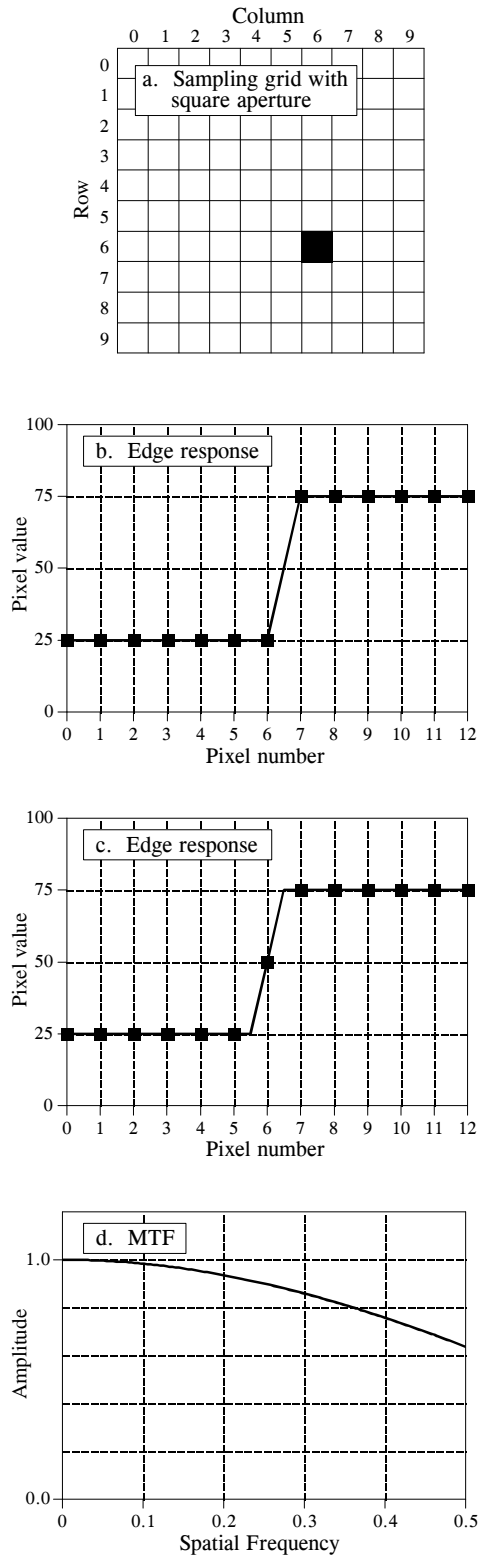 Column
0 1 2 3 4 5 6 7 8 9
a. Sampling grid with
square aperture
Row
0
1
2
3
4
5
6
7
8
9
b. Edge response
Pixel value
100
75
50
25
0
0 1 2 3 4 5 6 7 8 9 10 11 12
Pixel number
c. Edge response
Pixel value
100
75
50
25
0
0 1 2 3 4 5 6 7 8 9 10 11 12
Pixel number
d. MTF
Amplitude
1.0
0.0
0 0.1 0.2 0.3 0.4 0.5
Spatial Frequency